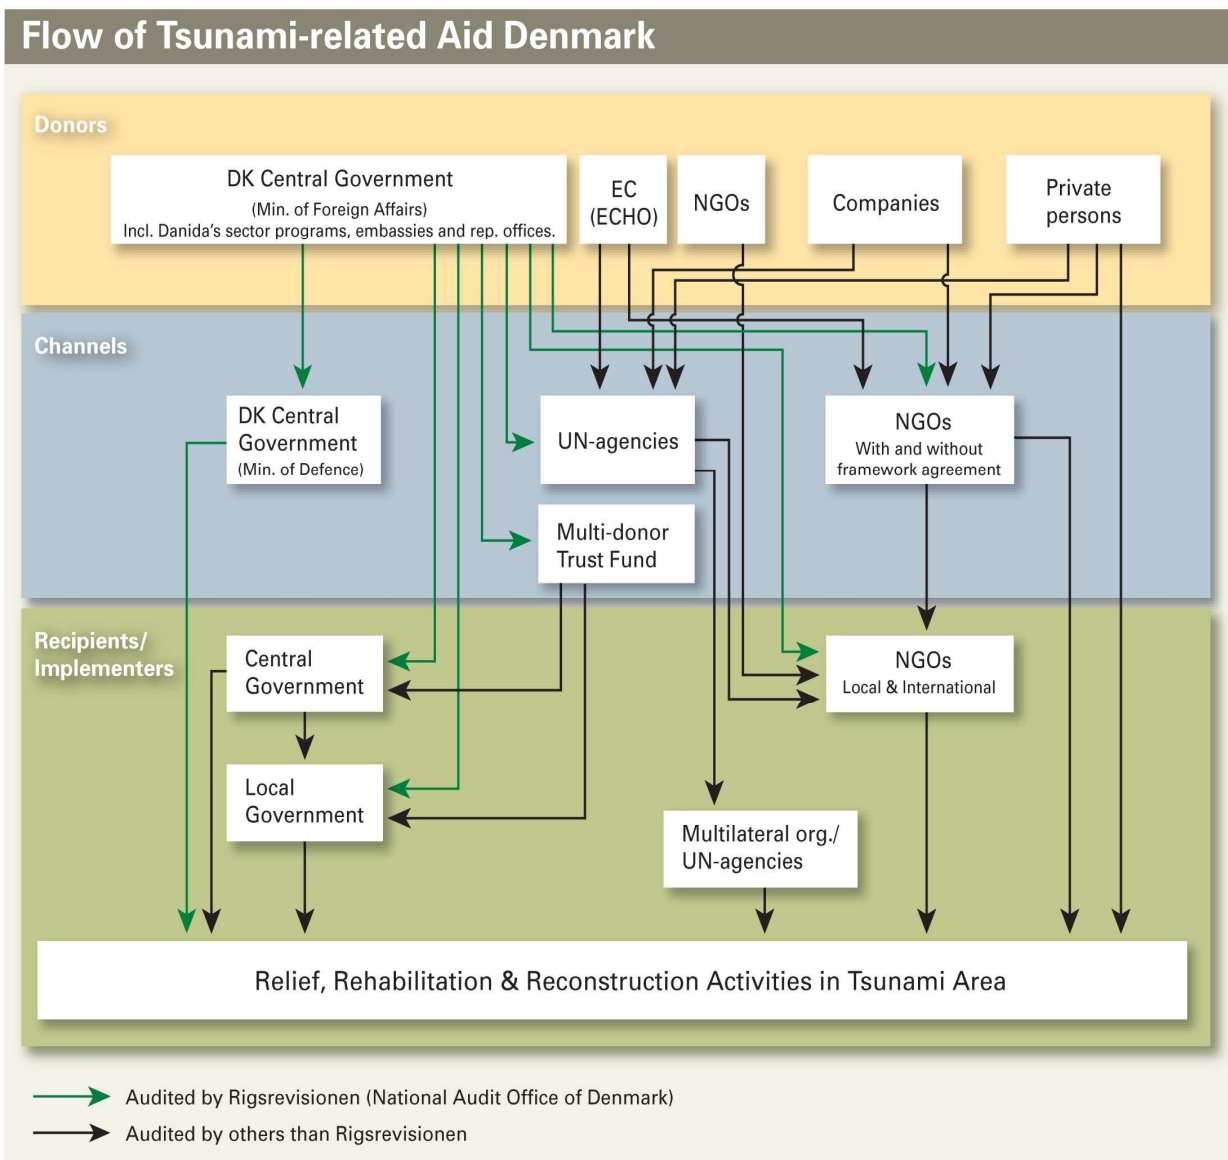 Flow of Tsunami-related Aid Denmark
Donors
DK Central Government
(Min. of Foreign Affairs)
Incl. Danida's sector programs, embassies and rep. offices.
EC
(ECHO)
NGOs
Companies
Private
persons
Channels
DK Central
Government
(Min. of Defence)
UN-agencies
NGOs
With and without
framework agreement
Multi-donor
Trust Fund
Recipients/
Implementers
Central
Government
NGOs
Local & International
Local
Government
Multilateral org./
UN-agencies
Relief, Rehabilitation & Reconstruction Activities in Tsunami Area
Audited by Rigsrevisionen (National Audit Office of Denmark)
Audited by others than Rigsrevisionen